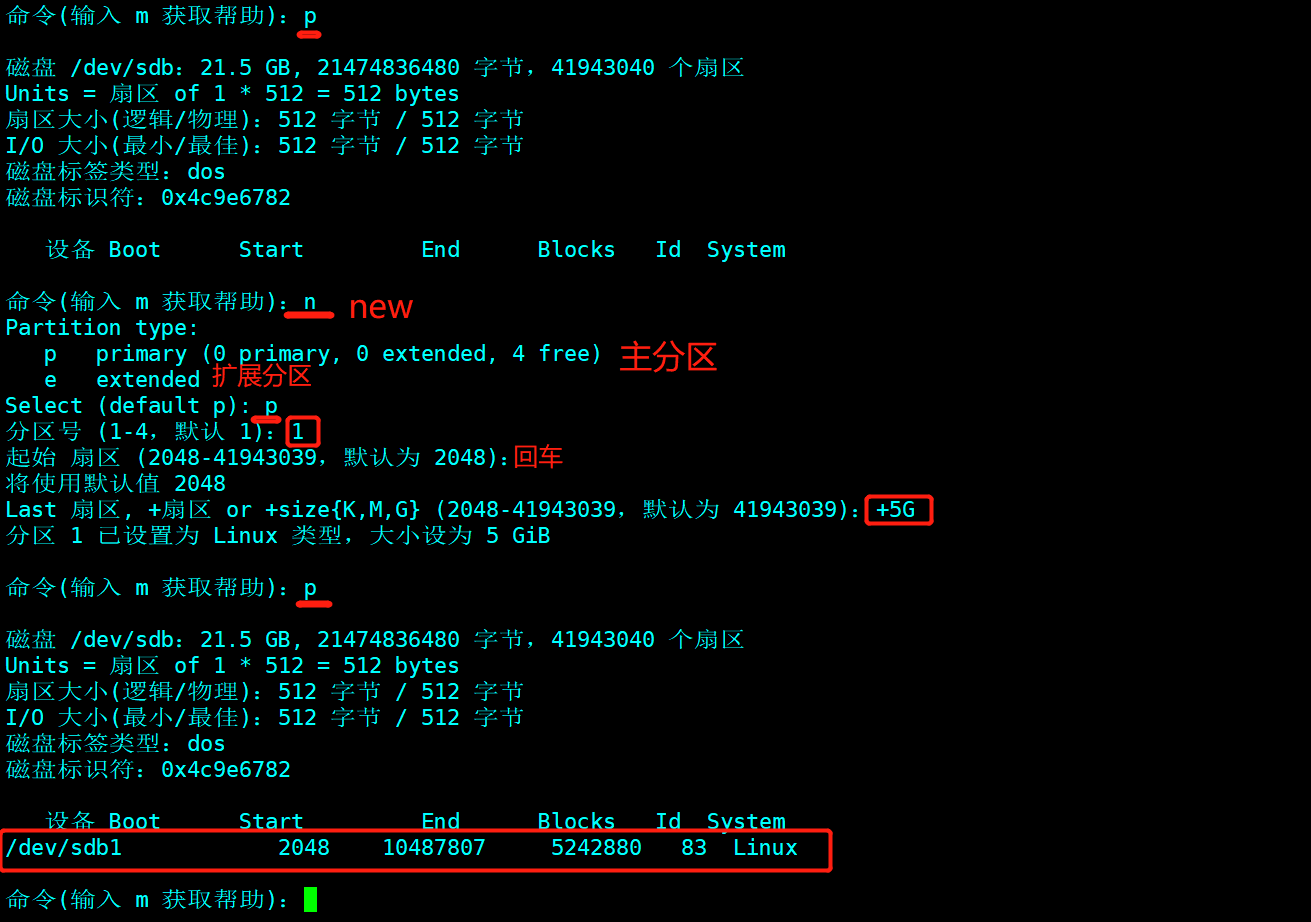 命令(输入 m 获取帮助)：p
磁盘 /dev/sdb：21.5 GB, 21474836480 字节，41943040 个扇区
Units = 扇区 of 1 * 512 = 512 bytes
扇区大小(逻辑/物理)：512 字节 / 512 字节
I/O 大小(最小/最佳)：512 字节 / 512 字节
磁盘标签类型：dos
磁盘标识符：0x4c9e6782
设备 Boot      Start         End      Blocks   Id  System
命令(输入 m 获取帮助)：n new
Partition type:
p   primary (0 primary, 0 extended, 4 free) 主分区
e   extended 扩展分区
Select (default p): p
分区号 (1-4，默认 1)：1
起始 扇区 (2048-41943039，默认为 2048)：回车
将使用默认值 2048
Last 扇区, +扇区 or +size{K,M,G} (2048-41943039，默认为 41943039)：+5G
分区 1 已设置为 Linux 类型，大小设为 5 GiB
命令(输入 m 获取帮助)：p
磁盘 /dev/sdb：21.5 GB, 21474836480 字节，41943040 个扇区
Units = 扇区 of 1 * 512 = 512 bytes
扇区大小(逻辑/物理)：512 字节 / 512 字节
I/O 大小(最小/最佳)：512 字节 / 512 字节
磁盘标签类型：dos
磁盘标识符：0x4c9e6782
设备 Boot      Start         End      Blocks   Id  System
/dev/sdb1            2048    10487807     5242880   83  Linux
命令(输入 m 获取帮助)：